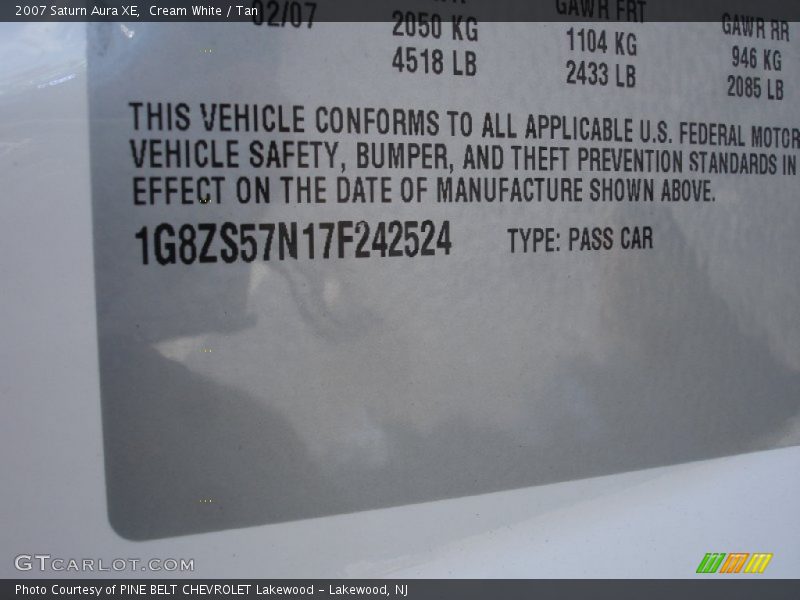 2007 Saturn Aura XE, Cream White / Tan
02/07
GAWR FRT
GAWR RR
2050 KG
1104 KG
946 KG
4518 LB
2433 LB
2085 LB
THIS VEHICLE CONFORMS TO ALL APPLICABLE U.S. FEDERAL MOTOR
VEHICLE SAFETY, BUMPER, AND THEFT PREVENTION STANDARDS IN
EFFECT ON THE DATE OF MANUFACTURE SHOWN ABOVE.
1G8ZS57N17F242524 TYPE: PASS CAR
GTCARLOT.COM
Photo Courtesy of PINE BELT CHEVROLET Lakewood - Lakewood, NJ